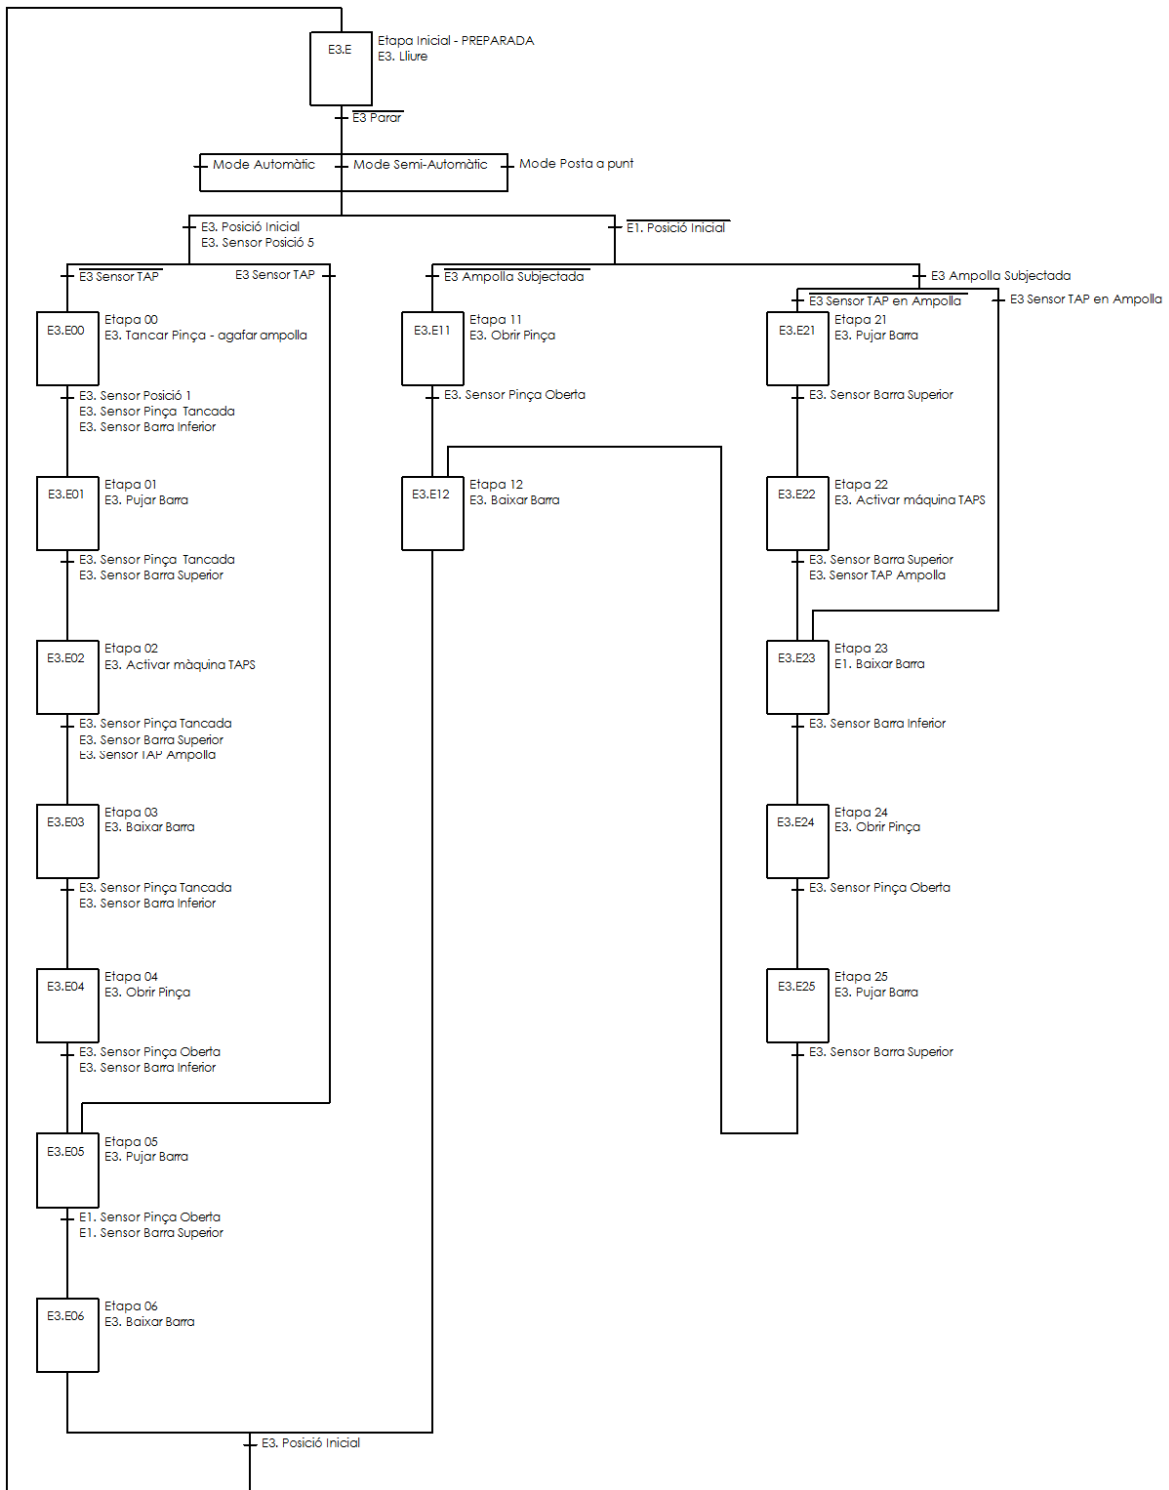 E3.E
Etapa Inicial - PREPARADA
E3. Lliure
E3 Parar
Mode Automàtic
Mode Semi-Automàtic
Mode Posta a punt
E3. Posició Inicial
E3. Sensor Posició 5
E1. Posició Inicial
E3 Sensor TAP
E3 Sensor TAP
E3 Ampolla Subjectada
E3 Ampolla Subjectada
E3 Sensor TAP en Ampolla
E3 Sensor TAP en Ampolla
E3.E00
Etapa 00
E3. Tancar Pinça - agafar ampolla
E3. Sensor Posició 1
E3. Sensor Pinça Tancada
E3. Sensor Barra Inferior
E3.E01
Etapa 01
E3. Pujar Barra
E3. Sensor Pinça Tancada
E3. Sensor Barra Superior
E3.E02
Etapa 02
E3. Activar màquina TAPS
E3. Sensor Pinça Tancada
E3. Sensor Barra Superior
E3. Sensor TAP Ampolla
E3.E03
Etapa 03
E3. Baixar Barra
E3. Sensor Pinça Tancada
E3. Sensor Barra Inferior
E3.E04
Etapa 04
E3. Obrir Pinça
E3. Sensor Pinça Oberta
E3. Sensor Barra Inferior
E3.E05
Etapa 05
E3. Pujar Barra
E1. Sensor Pinça Oberta
E1. Sensor Barra Superior
E3.E06
Etapa 06
E3. Baixar Barra
E3. Posició Inicial
E3.E11
Etapa 11
E3. Obrir Pinça
E3. Sensor Pinça Oberta
E3.E12
Etapa 12
E3. Baixar Barra
E3.E21
Etapa 21
E3. Pujar Barra
E3. Sensor Barra Superior
E3.E22
Etapa 22
E3. Activar máquina TAPS
E3. Sensor Barra Superior
E3. Sensor TAP Ampolla
E3.E23
Etapa 23
E1. Baixar Barra
E3. Sensor Barra Inferior
E3.E24
Etapa 24
E3. Obrir Pinça
E3. Sensor Pinça Oberta
E3.E25
Etapa 25
E3. Pujar Barra
E3. Sensor Barra Superior